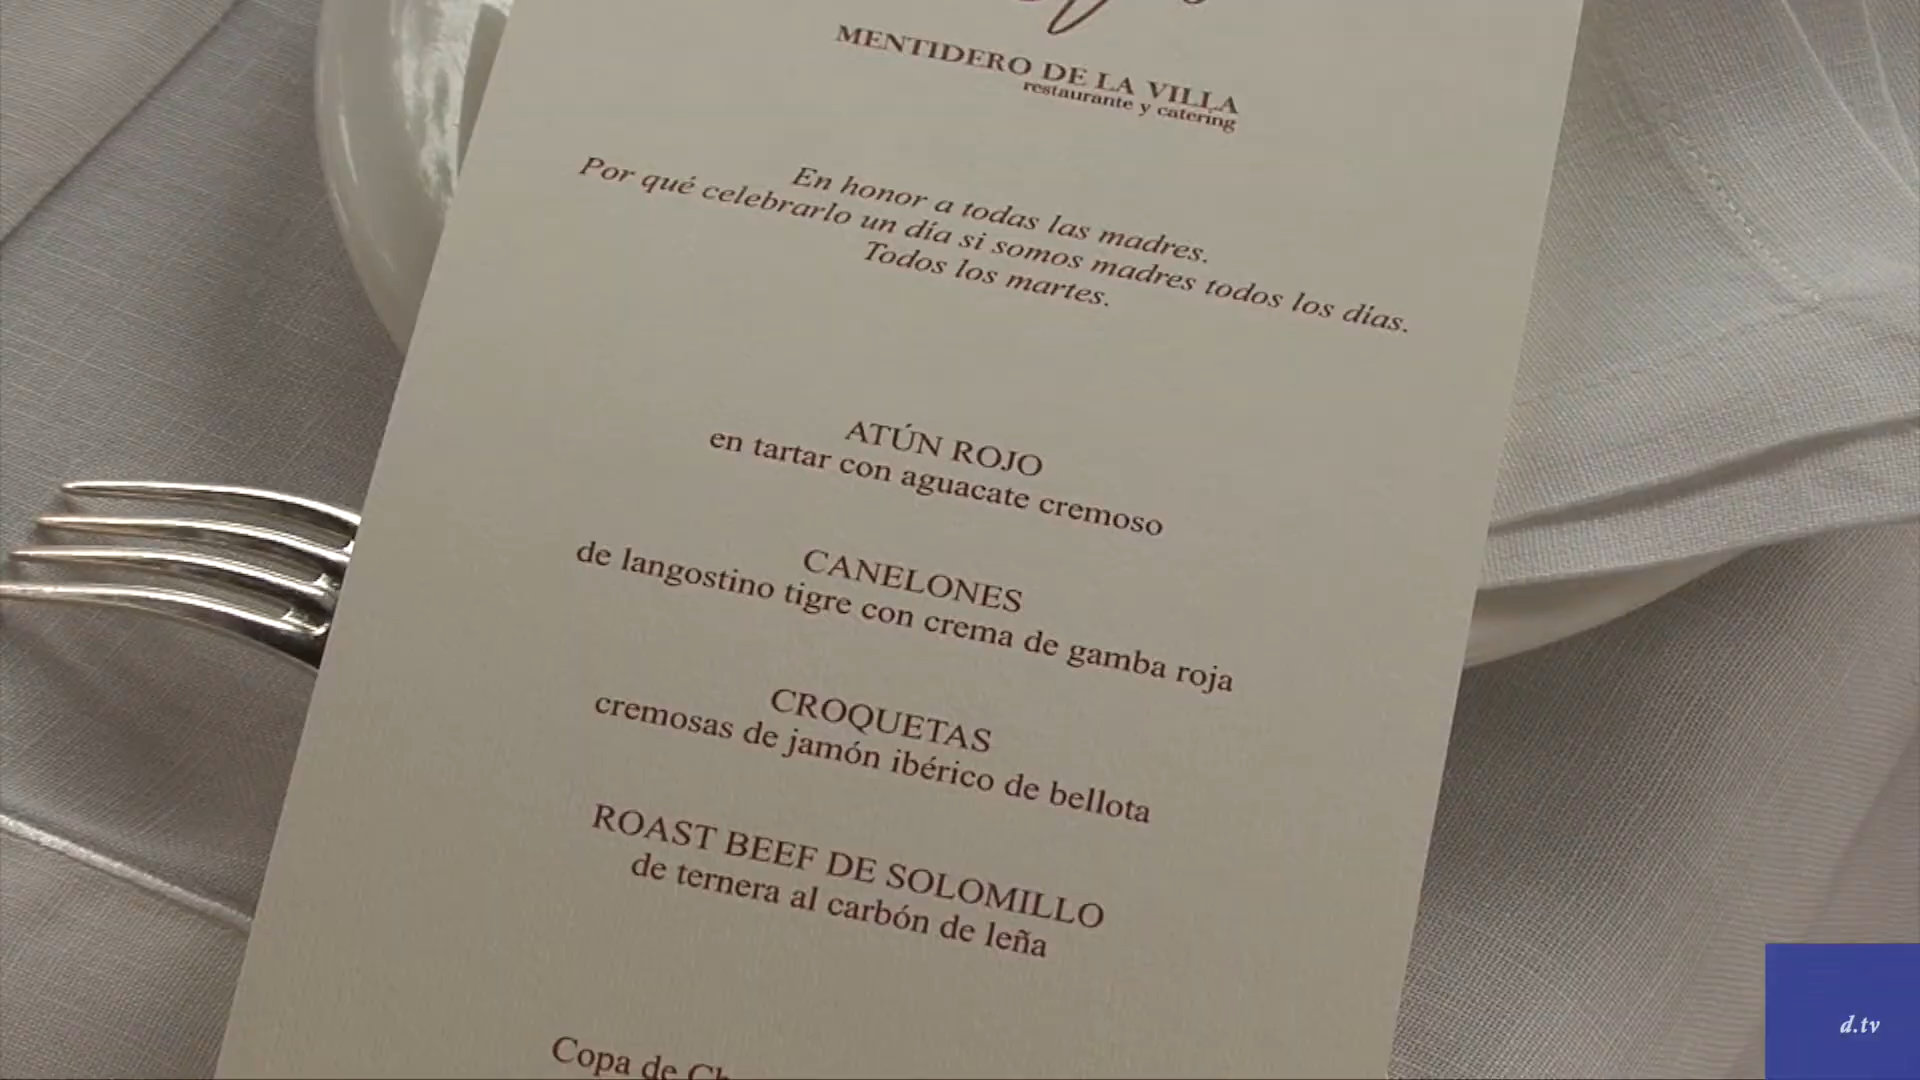 MENTIDERO DE LA VILLA
restaurante y catering
En honor a todas las madres.
Por qué celebrarlo un día si somos madres todos los dias.
Todos los martes.
ATÚN ROJO
en tartar con aguacate cremoso
CANELONES
de langostino tigre con crema de gamba roja
CROQUETAS
cremosas de jamón ibérico de bellota
ROAST BEEF DE SOLOMILLO
de ternera al carbón de leña
Copa de
d.tv